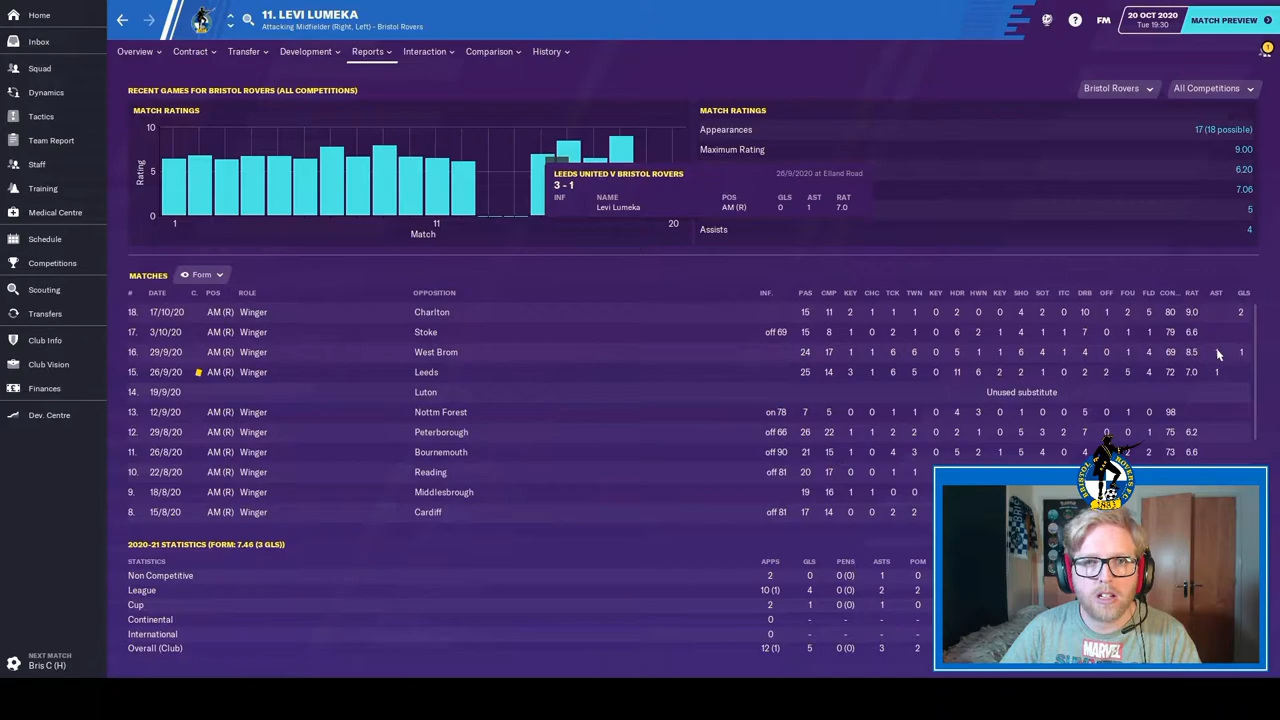 Home
Inbox
Squad
Dynamics
Tactics
Team Report
Staff
Training
Medical Centre
Schedule
Competitions
Scouting
Transfers
Club Info
Club Vision
Finances
Dev. Centre
NEXT MATCH
Bris C (H)
11. LEVI LUMEKA
Attacking Midfielder (Right, Left) - Bristol Rovers
FM
20 OCT 2020
Tue 19:30
MATCH PREVIEW
1
Overview Contract Transfer Development Reports Interaction Comparison History
RECENT GAMES FOR BRISTOL ROVERS (ALL COMPETITIONS)
Bristol Rovers All Competitions
MATCH RATINGS
10
5
0
Rating
1 11 20
Match
LEEDS UNITED V BRISTOL ROVERS 26/9/2020 at Elland Road
3 - 1
INF NAME POS GLS AST RAT
Levi Lumeka AM (R) 0 1 7.0
MATCH RATINGS
Appearances 17 (18 possible)
Maximum Rating 9.00
6.20
7.06
5
Assists 4
MATCHES Form
# DATE C. POS ROLE OPPOSITION INF. PAS CMP KEY CHC TCK TWN KEY HDR HWN KEY SHO SOT ITC DRB OFF FOU FLD CON... RAT AST GLS
18. 17/10/20 AM (R) Winger Charlton 15 11 2 1 1 1 0 2 0 0 4 2 0 10 1 2 5 80 9.0 2
17. 3/10/20 AM (R) Winger Stoke off 69 15 8 1 0 2 1 0 6 2 1 4 1 1 7 0 1 1 79 6.6
16. 29/9/20 AM (R) Winger West Brom 24 17 1 1 6 6 0 5 1 1 6 4 1 4 0 1 4 69 8.5 1
15. 26/9/20 AM (R) Winger Leeds 25 14 3 1 6 5 0 11 6 2 2 1 0 2 2 5 4 72 7.0 1
14. 19/9/20 Luton Unused substitute
13. 12/9/20 AM (R) Winger Nottm Forest on 78 7 5 0 0 1 1 0 4 3 0 1 0 0 5 0 1 0 98
12. 29/8/20 AM (R) Winger Peterborough off 66 26 22 1 1 2 2 0 2 1 0 5 3 2 7 0 0 1 75 6.2
11. 26/8/20 AM (R) Winger Bournemouth off 90 21 15 1 0 4 3 0 5 2 1 5 4 0 4 2 2 73 6.6
10. 22/8/20 AM (R) Winger Reading off 81 20 17 0 0 1 1
9. 18/8/20 AM (R) Winger Middlesbrough 19 16 1 1 0 0
8. 15/8/20 AM (R) Winger Cardiff off 81 17 14 0 0 2 2
2020-21 STATISTICS (FORM: 7.46 (3 GLS))
STATISTICS APPS GLS PENS ASTS POM
Non Competitive 2 0 0 (0) 1 0
League 10 (1) 4 0 (0) 2 2
Cup 2 1 0 (0) 1 0
Continental 0 - - - -
International 0 - - - -
Overall (Club) 12 (1) 5 0 (0) 3 2
BRISTOL ROVERS FC
1883
MARVEL